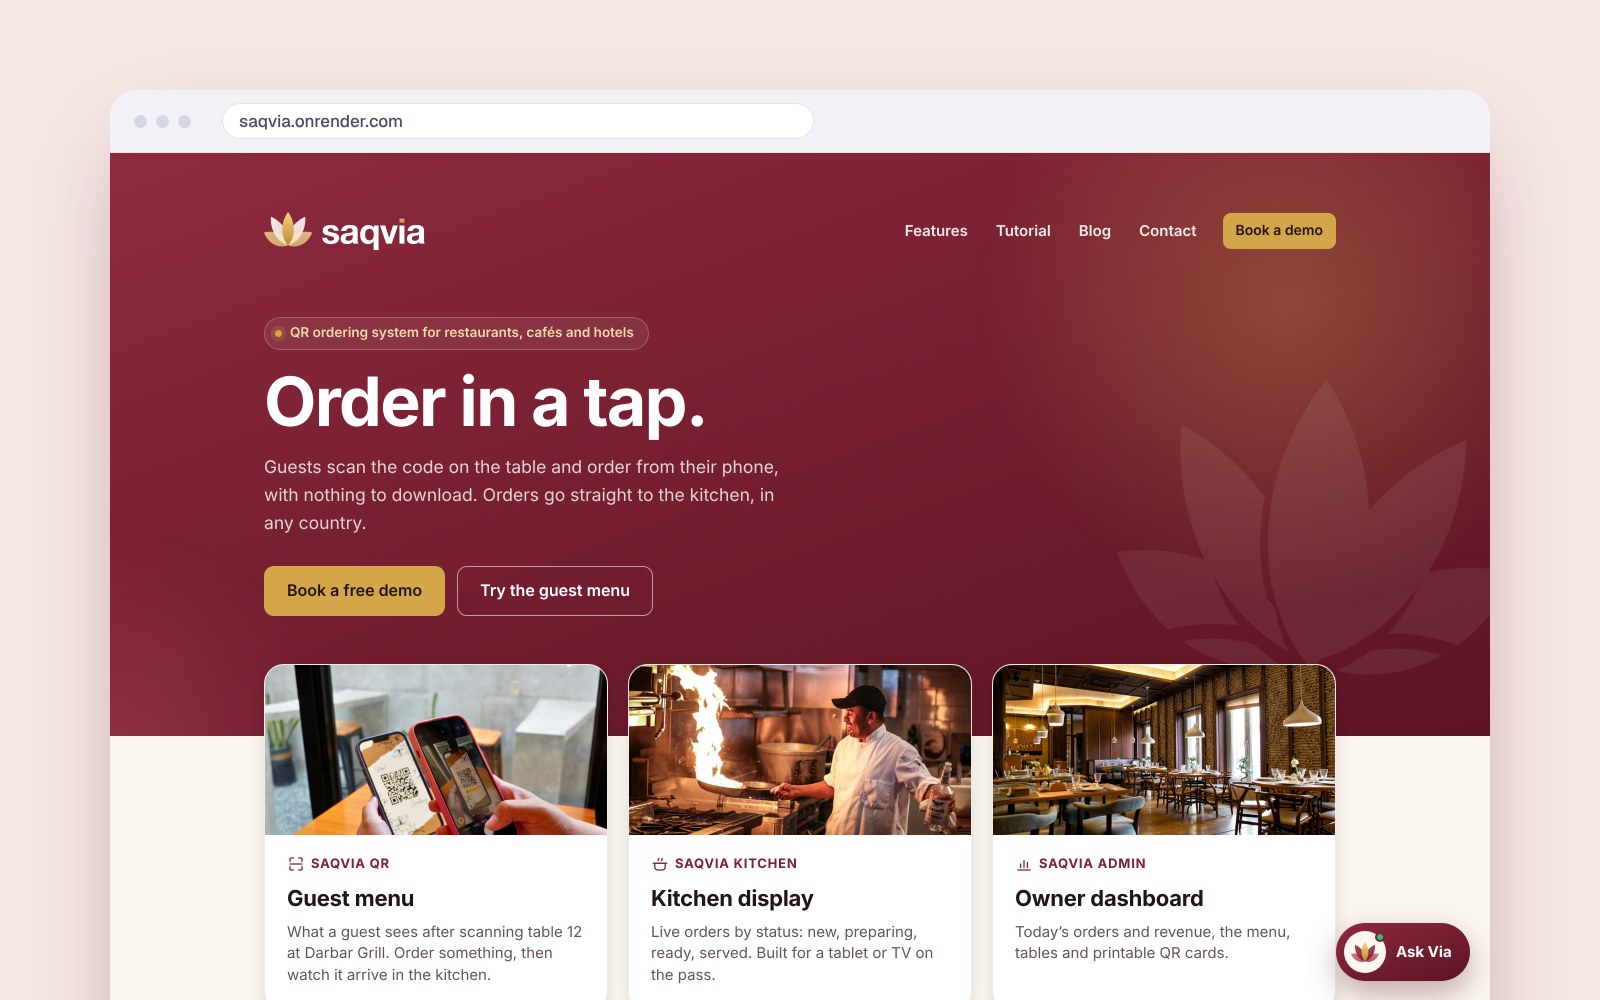 saqvia.onrender.com
saqvia
Features
Tutorial
Blog
Contact
Book a demo
QR ordering system for restaurants, cafés and hotels
Order in a tap.
Guests scan the code on the table and order from their phone,
with nothing to download. Orders go straight to the kitchen, in
any country.
Book a free demo
Try the guest menu
SAQVIA QR
Guest menu
What a guest sees after scanning table 12
at Darbar Grill. Order something, then
watch it arrive in the kitchen.
SAQVIA KITCHEN
Kitchen display
Live orders by status: new, preparing,
ready, served. Built for a tablet or TV on
the pass.
SAQVIA ADMIN
Owner dashboard
Today’s orders and revenue, the menu,
tables and printable QR cards.
Ask Via